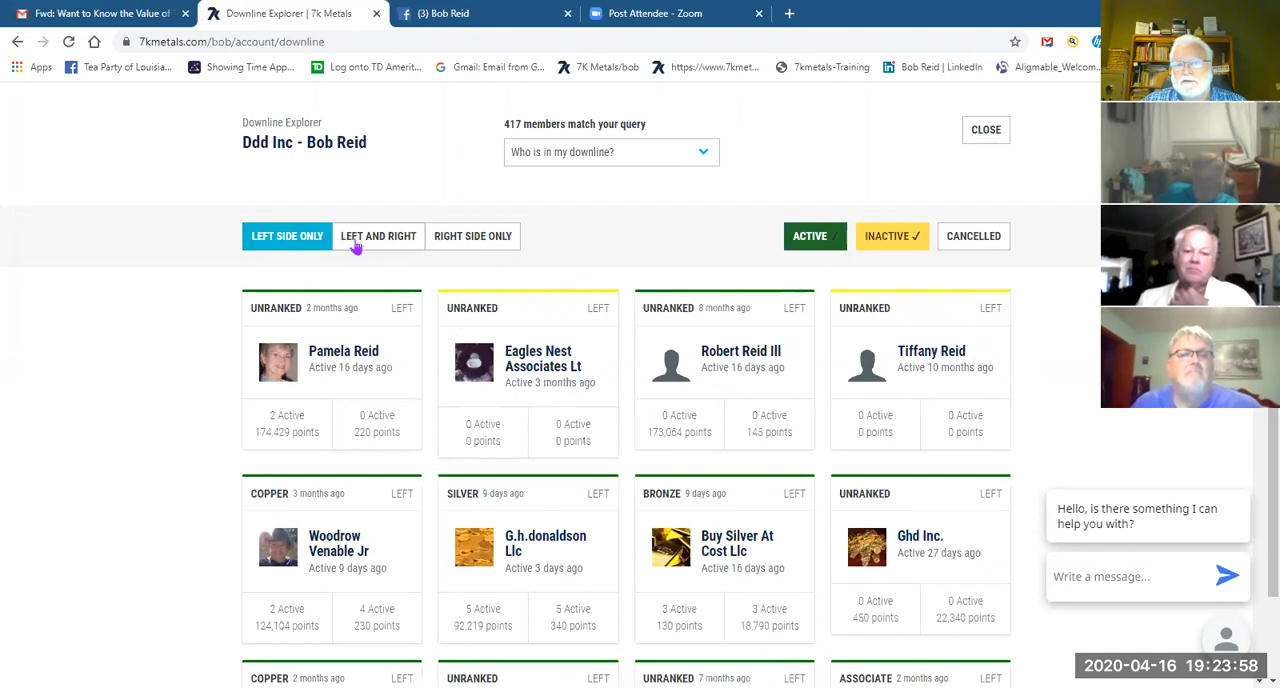 Fwd: Want to Know the Value of
Downline Explorer | 7k Metals
(3) Bob Reid
Post Attendee - Zoom
7kmetals.com/bob/account/downline
Apps
Tea Party of Louisia...
Showing Time App...
Log onto TD Amerit...
Gmail: Email from G...
7K Metals/bob
https://www.7kmet...
7kmetals-Training
Bob Reid | LinkedIn
Aligmable_Welcom...
Downline Explorer
Ddd Inc - Bob Reid
417 members match your query
Who is in my downline?
CLOSE
LEFT SIDE ONLY
LEFT AND RIGHT
RIGHT SIDE ONLY
ACTIVE ✓
INACTIVE ✓
CANCELLED
UNRANKED 2 months ago LEFT
Pamela Reid
Active 16 days ago
2 Active 0 Active
174,429 points 220 points
UNRANKED LEFT
Eagles Nest
Associates Lt
Active 3 months ago
0 Active 0 Active
0 points 0 points
UNRANKED 8 months ago LEFT
Robert Reid Ill
Active 16 days ago
0 Active 0 Active
173,064 points 145 points
UNRANKED LEFT
Tiffany Reid
Active 10 months ago
0 Active 0 Active
0 points 0 points
COPPER 3 months ago LEFT
Woodrow
Venable Jr
Active 9 days ago
2 Active 4 Active
124,104 points 230 points
SILVER 9 days ago LEFT
G.h.donaldson
Llc
Active 3 days ago
5 Active 5 Active
92,219 points 340 points
BRONZE 9 days ago LEFT
Buy Silver At
Cost Llc
Active 16 days ago
3 Active 3 Active
130 points 18,790 points
UNRANKED LEFT
Ghd Inc.
Active 27 days ago
0 Active 0 Active
450 points 22,340 points
COPPER 2 months ago LEFT
UNRANKED LEFT
UNRANKED 7 months ago LEFT
ASSOCIATE 2 months ago LEFT
Hello, is there something I can
help you with?
Write a message...
2020-04-16 19:23:58